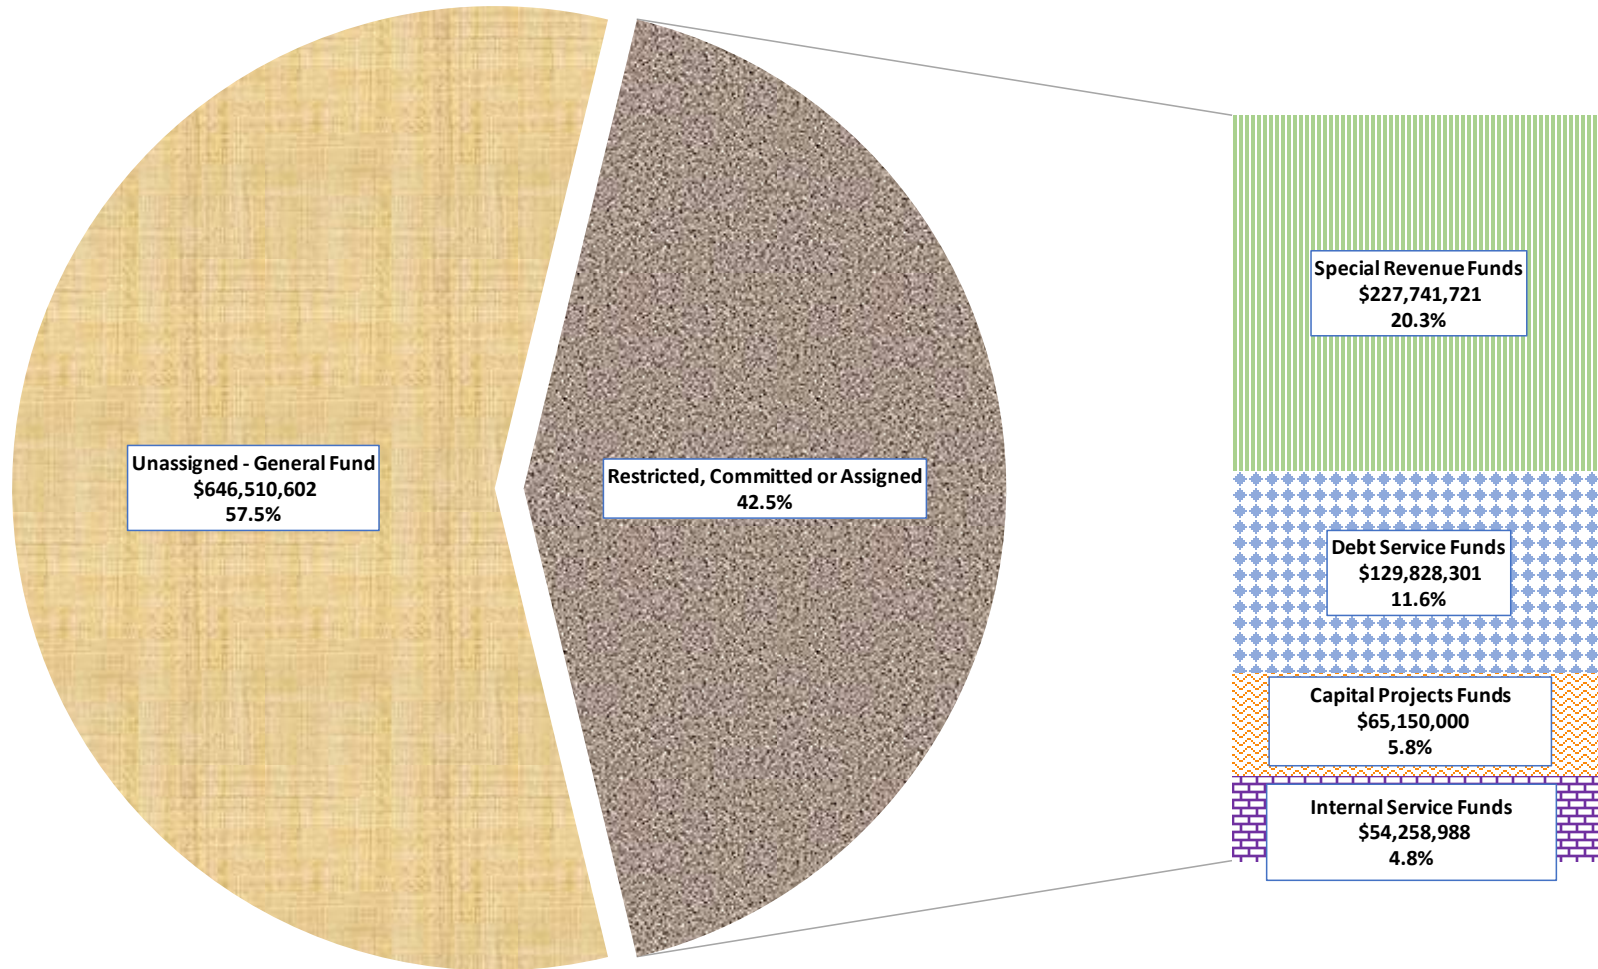 Unassigned - General Fund
$646,510,602
57.5%
Restricted, Committed or Assigned
42.5%
Special Revenue Funds
$227,741,721
20.3%
Debt Service Funds
$129,828,301
11.6%
Capital Projects Funds
$65,150,000
5.8%
Internal Service Funds
$54,258,988
4.8%